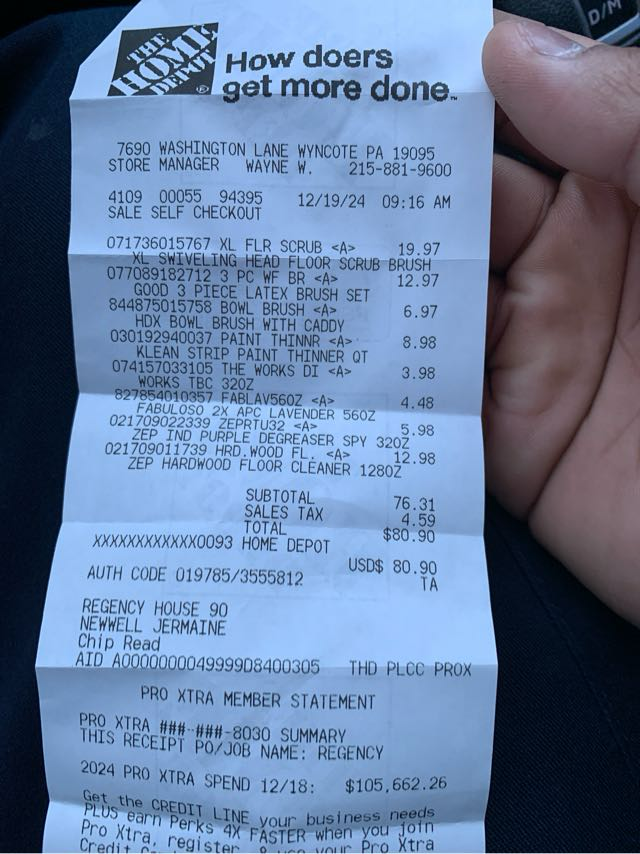 THE
HOME
DEPOT
®
How doers
get more done.™
D/M
7690 WASHINGTON LANE WYNCOTE PA 19095
STORE MANAGER WAYNE W. 215-881-9600
4109 00055 94395 12/19/24 09:16 AM
SALE SELF CHECKOUT
071736015767 XL FLR SCRUB <A> 19.97
XL SWIVELING HEAD FLOOR SCRUB BRUSH
077089182712 3 PC WF BR <A> 12.97
GOOD 3 PIECE LATEX BRUSH SET
844875015758 BOWL BRUSH <A> 6.97
HDX BOWL BRUSH WITH CADDY
030192940037 PAINT THINNR <A> 8.98
KLEAN STRIP PAINT THINNER QT
074157033105 THE WORKS DI <A> 3.98
WORKS TBC 32OZ
827854010357 FABLAV56OZ <A> 4.48
FABULOSO 2X APC LAVENDER 56OZ
021709022339 ZEPRTU32 <A> 5.98
ZEP IND PURPLE DEGREASER SPY 32OZ
021709011739 HRD.WOOD FL. <A> 12.98
ZEP HARDWOOD FLOOR CLEANER 128OZ
SUBTOTAL 76.31
SALES TAX 4.59
TOTAL $80.90
XXXXXXXXXXXX0093 HOME DEPOT
USD$ 80.90
AUTH CODE 019785/3555812 TA
REGENCY HOUSE 90
NEWWELL JERMAINE
Chip Read
AID A0000000049999D8400305 THD PLCC PROX
PRO XTRA MEMBER STATEMENT
PRO XTRA ###-###-8030 SUMMARY
THIS RECEIPT PO/JOB NAME: REGENCY
2024 PRO XTRA SPEND 12/18: $105,662.26
Get the CREDIT LINE your business needs
PLUS earn Perks 4X FASTER when you join
Pro Xtra, register, & use your Pro Xtra
Credit